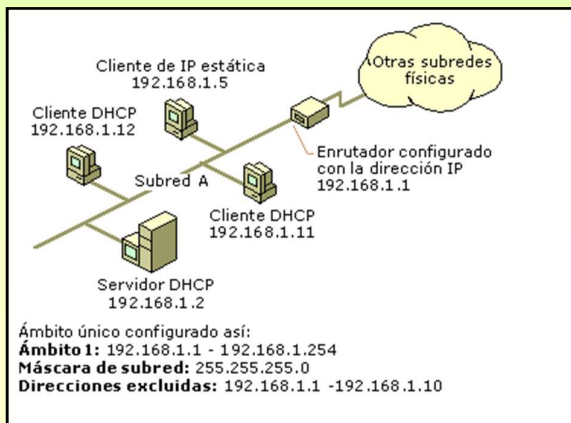 Otras subredes
físicas
Cliente de IP estática
192.168.1.5
Cliente DHCP
192.168.1.12
Enrutador configurado
con la dirección IP
192.168.1.1
Subred A
Cliente DHCP
192.168.1.11
Servidor DHCP
192.168.1.2
Ámbito único configurado así:
Ámbito 1: 192.168.1.1 - 192.168.1.254
Máscara de subred: 255.255.255.0
Direcciones excluidas: 192.168.1.1 -192.168.1.10